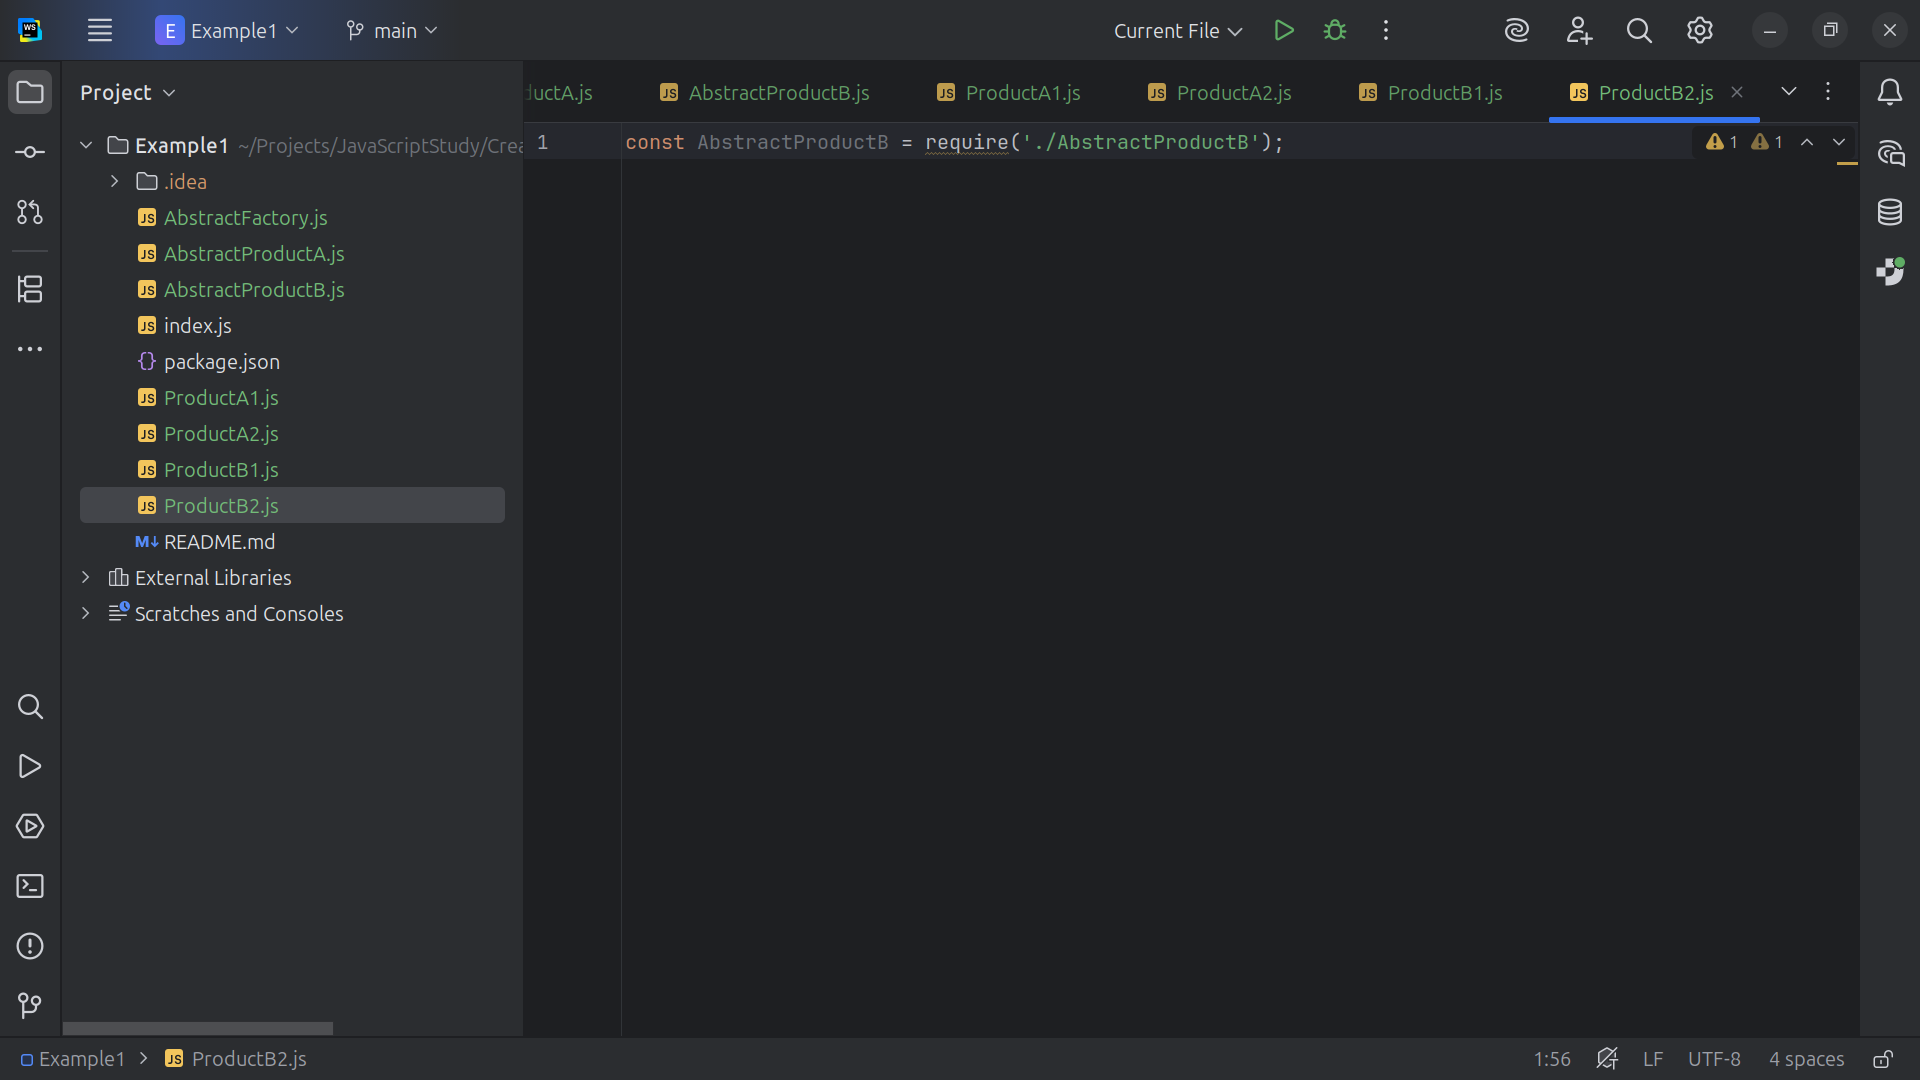 Example1
main
Current File
Project
ductA.js
AbstractProductB.js
ProductA1.js
ProductA2.js
ProductB1.js
ProductB2.js
Example1 ~/Projects/JavaScriptStudy/Crea
.idea
AbstractFactory.js
AbstractProductA.js
AbstractProductB.js
index.js
package.json
ProductA1.js
ProductA2.js
ProductB1.js
ProductB2.js
README.md
External Libraries
Scratches and Consoles
1 const AbstractProductB = require('./AbstractProductB');
1 1
Example1 ProductB2.js
1:56 LF UTF-8 4 spaces